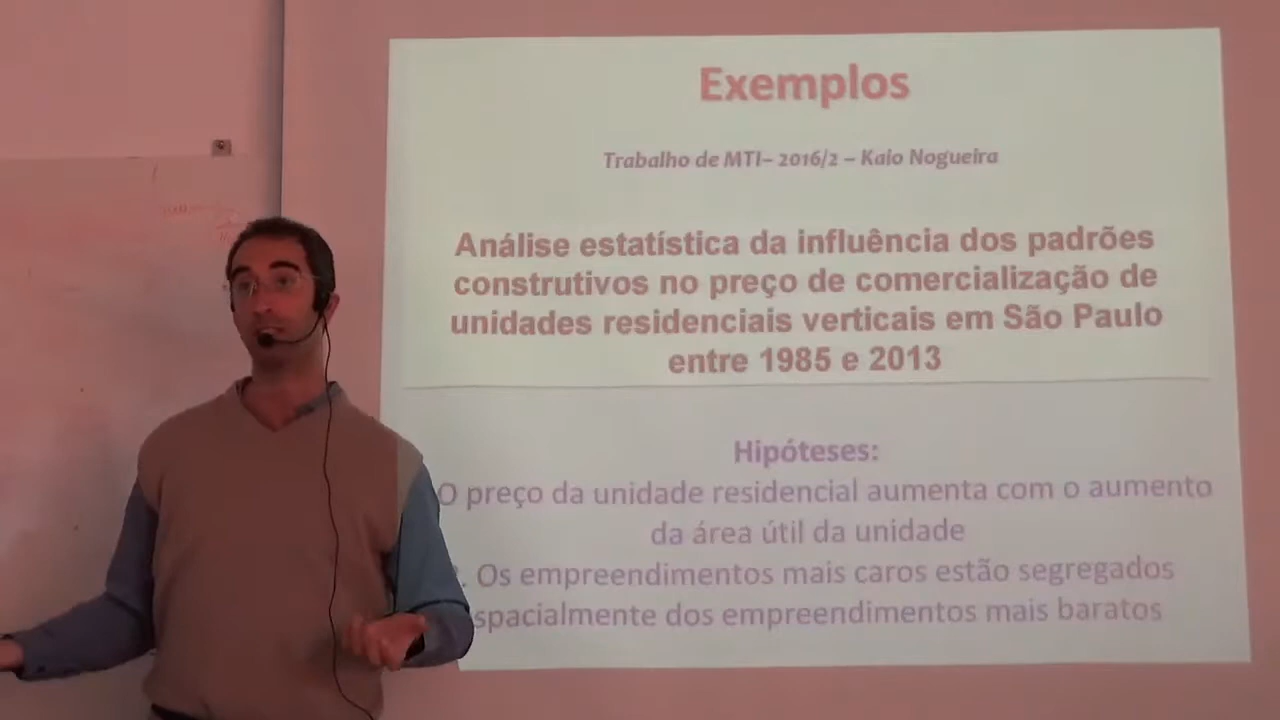 Exemplos
Trabalho de MTI– 2016/2 – Kaio Nogueira
Análise estatística da influência dos padrões
construtivos no preço de comercialização de
unidades residenciais verticais em São Paulo
entre 1985 e 2013
Hipóteses:
O preço da unidade residencial aumenta com o aumento
da área útil da unidade
. Os empreendimentos mais caros estão segregados
spacialmente dos empreendimentos mais baratos